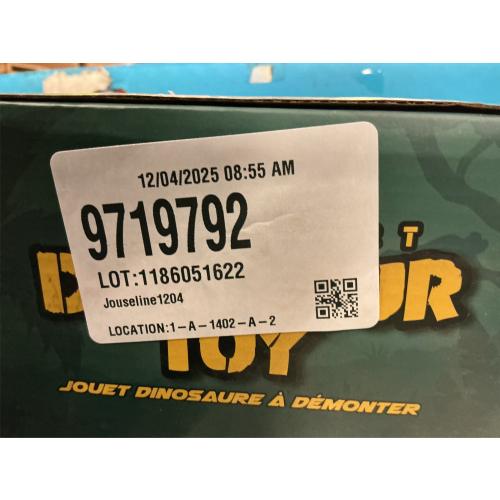 12/04/2025 08:55 AM
9719792
LOT:1186051622
Jouseline1204
LOCATION:1-A-1402-A-2
TOY
JOUET DINOSAURE À DÉMONTER